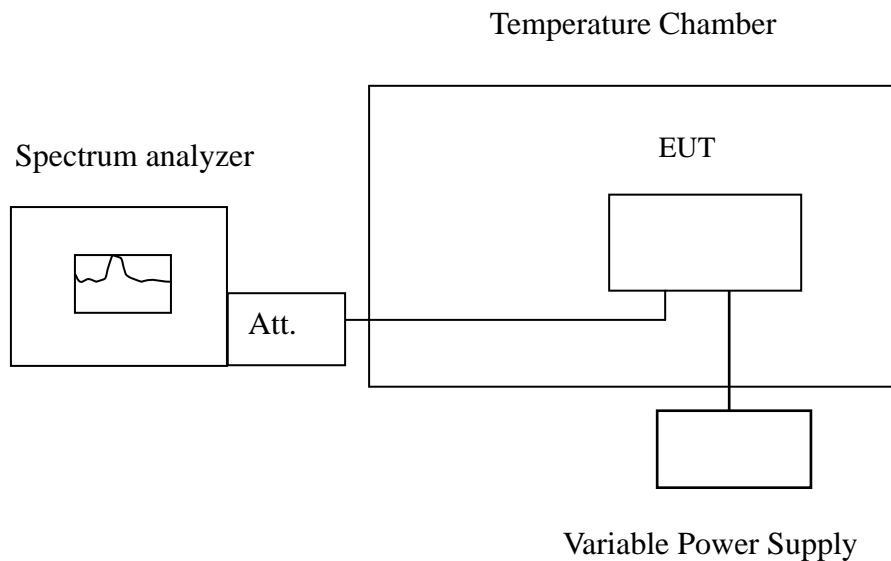 Temperature Chamber
Spectrum analyzer
EUT
Att.
Variable Power Supply